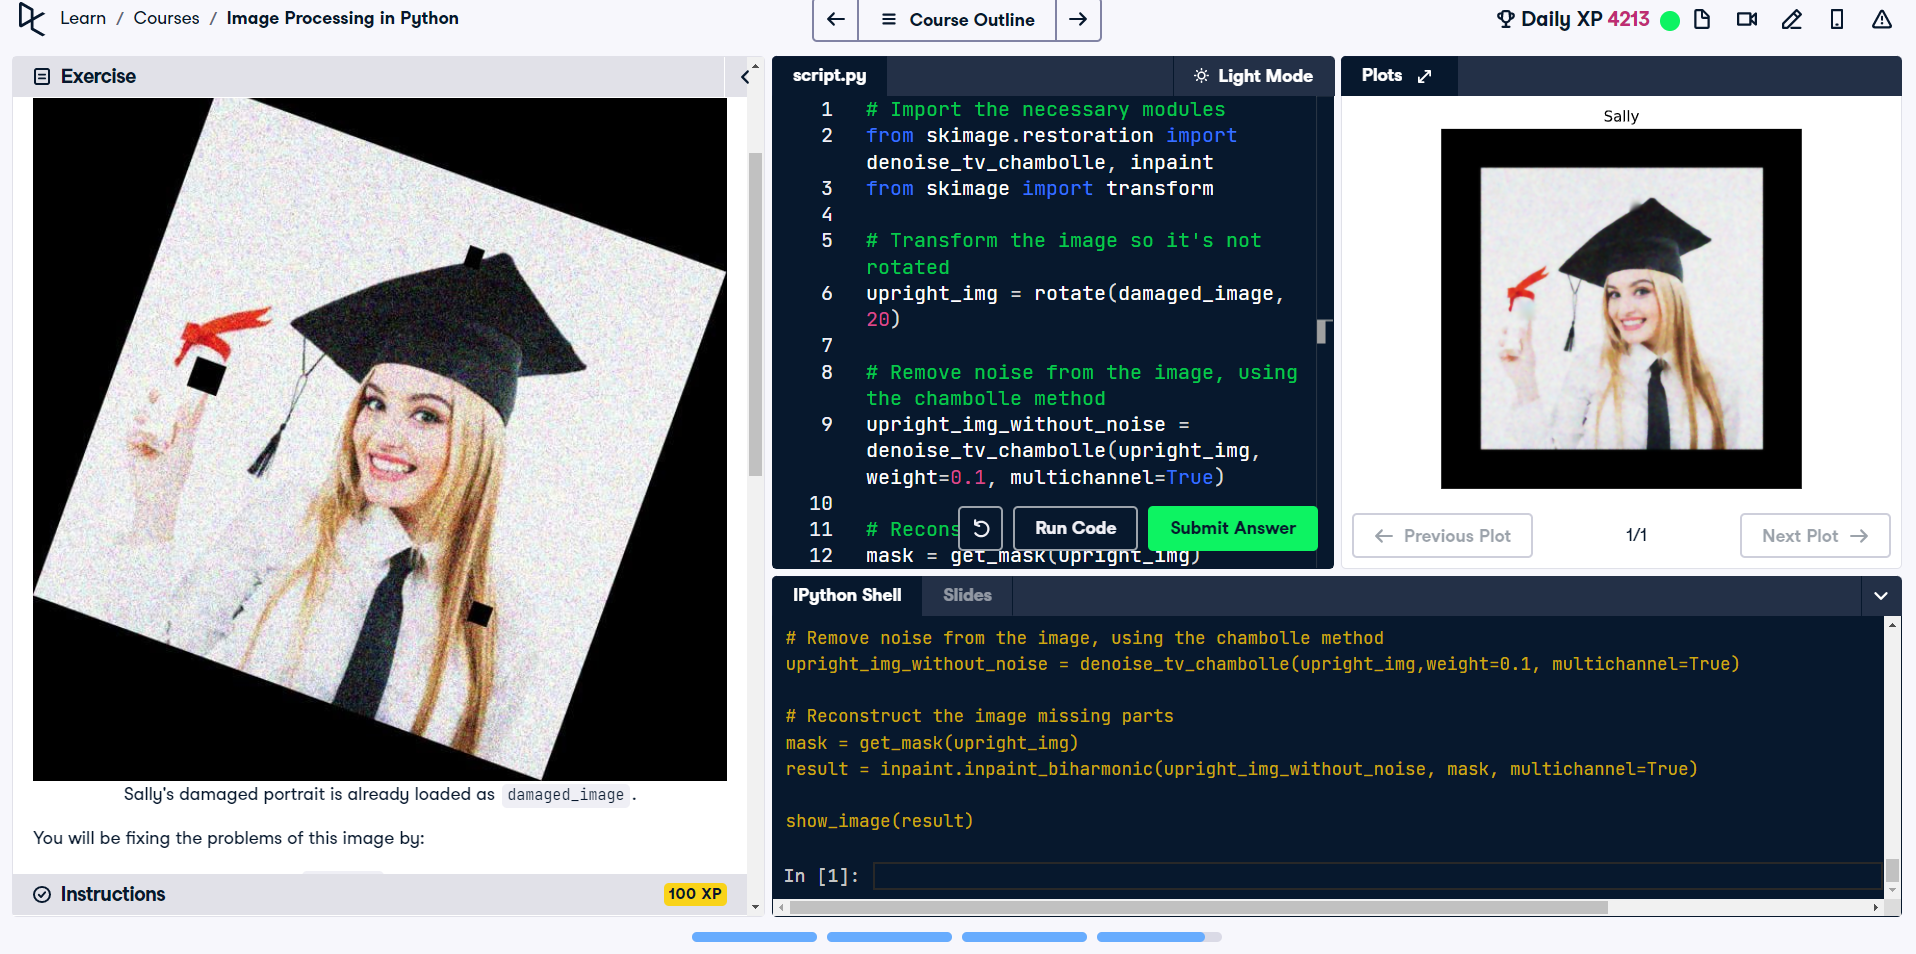 Learn / Courses / Image Processing in Python
Course Outline
Daily XP 4213
Exercise
Sally's damaged portrait is already loaded as damaged_image.
You will be fixing the problems of this image by:
Instructions
100 XP
script.py
Light Mode
1 # Import the necessary modules
2 from skimage.restoration import
denoise_tv_chambolle, inpaint
3 from skimage import transform
4
5 # Transform the image so it's not
rotated
6 upright_img = rotate(damaged_image,
20)
7
8 # Remove noise from the image, using
the chambolle method
9 upright_img_without_noise =
denoise_tv_chambolle(upright_img,
weight=0.1, multichannel=True)
10
11 # Recons
12 mask = get_mask(upright_img)
Run Code
Submit Answer
Plots
Sally
Previous Plot
1/1
Next Plot
IPython Shell
Slides
# Remove noise from the image, using the chambolle method
upright_img_without_noise = denoise_tv_chambolle(upright_img,weight=0.1, multichannel=True)
# Reconstruct the image missing parts
mask = get_mask(upright_img)
result = inpaint.inpaint_biharmonic(upright_img_without_noise, mask, multichannel=True)
show_image(result)
In [1]: